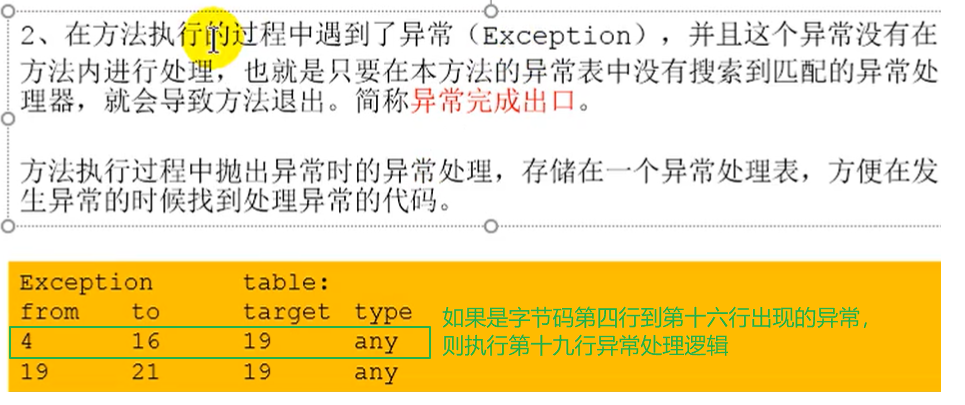 2、在方法执行的过程中遇到了异常（Exception），并且这个异常没有在
方法内进行处理，也就是只要在本方法的异常表中没有搜索到匹配的异常处
理器，就会导致方法退出。简称异常完成出口。
方法执行过程中抛出异常时的异常处理，存储在一个异常处理表，方便在发
生异常的时候找到处理异常的代码。
Exception table:
from to target type
4 16 19 any
19 21 19 any
如果是字节码第四行到第十六行出现的异常，
则执行第十九行异常处理逻辑